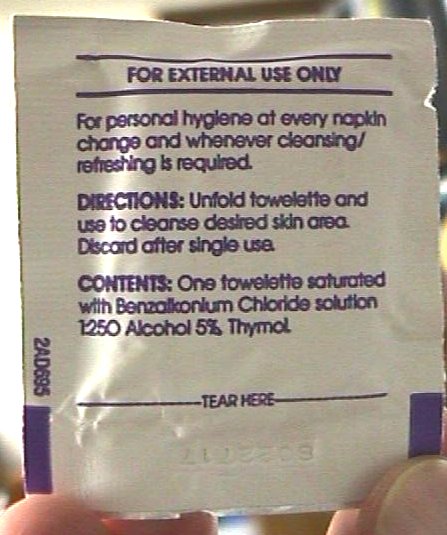 FOR EXTERNAL USE ONLY
For personal hygiene at every napkin
change and whenever cleansing/
refreshing is required.
DIRECTIONS: Unfold towelette and
use to cleanse desired skin area.
Discard after single use.
CONTENTS: One towelette saturated
with Benzalkonium Chloride solution
1:250 Alcohol 5%, Thymol.
2AD695
TEAR HERE